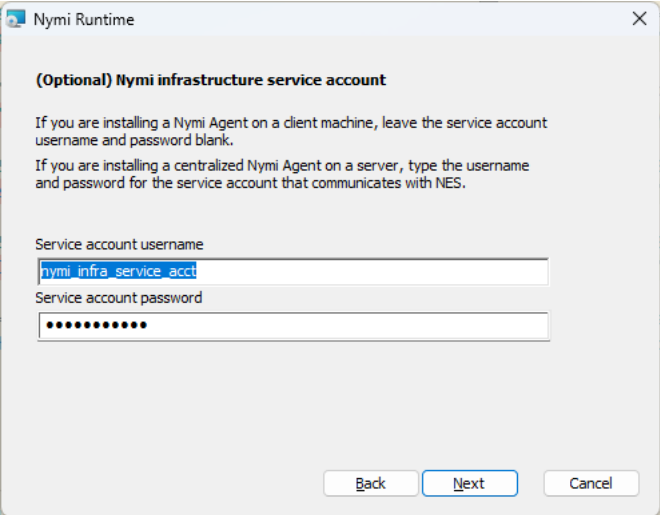 Nymi Runtime
(Optional) Nymi infrastructure service account
If you are installing a Nymi Agent on a client machine, leave the service account
username and password blank.
If you are installing a centralized Nymi Agent on a server, type the username
and password for the service account that communicates with NES.
Service account username
nymi_infra_service_acct
Service account password
•••••••••••
Back
Next
Cancel